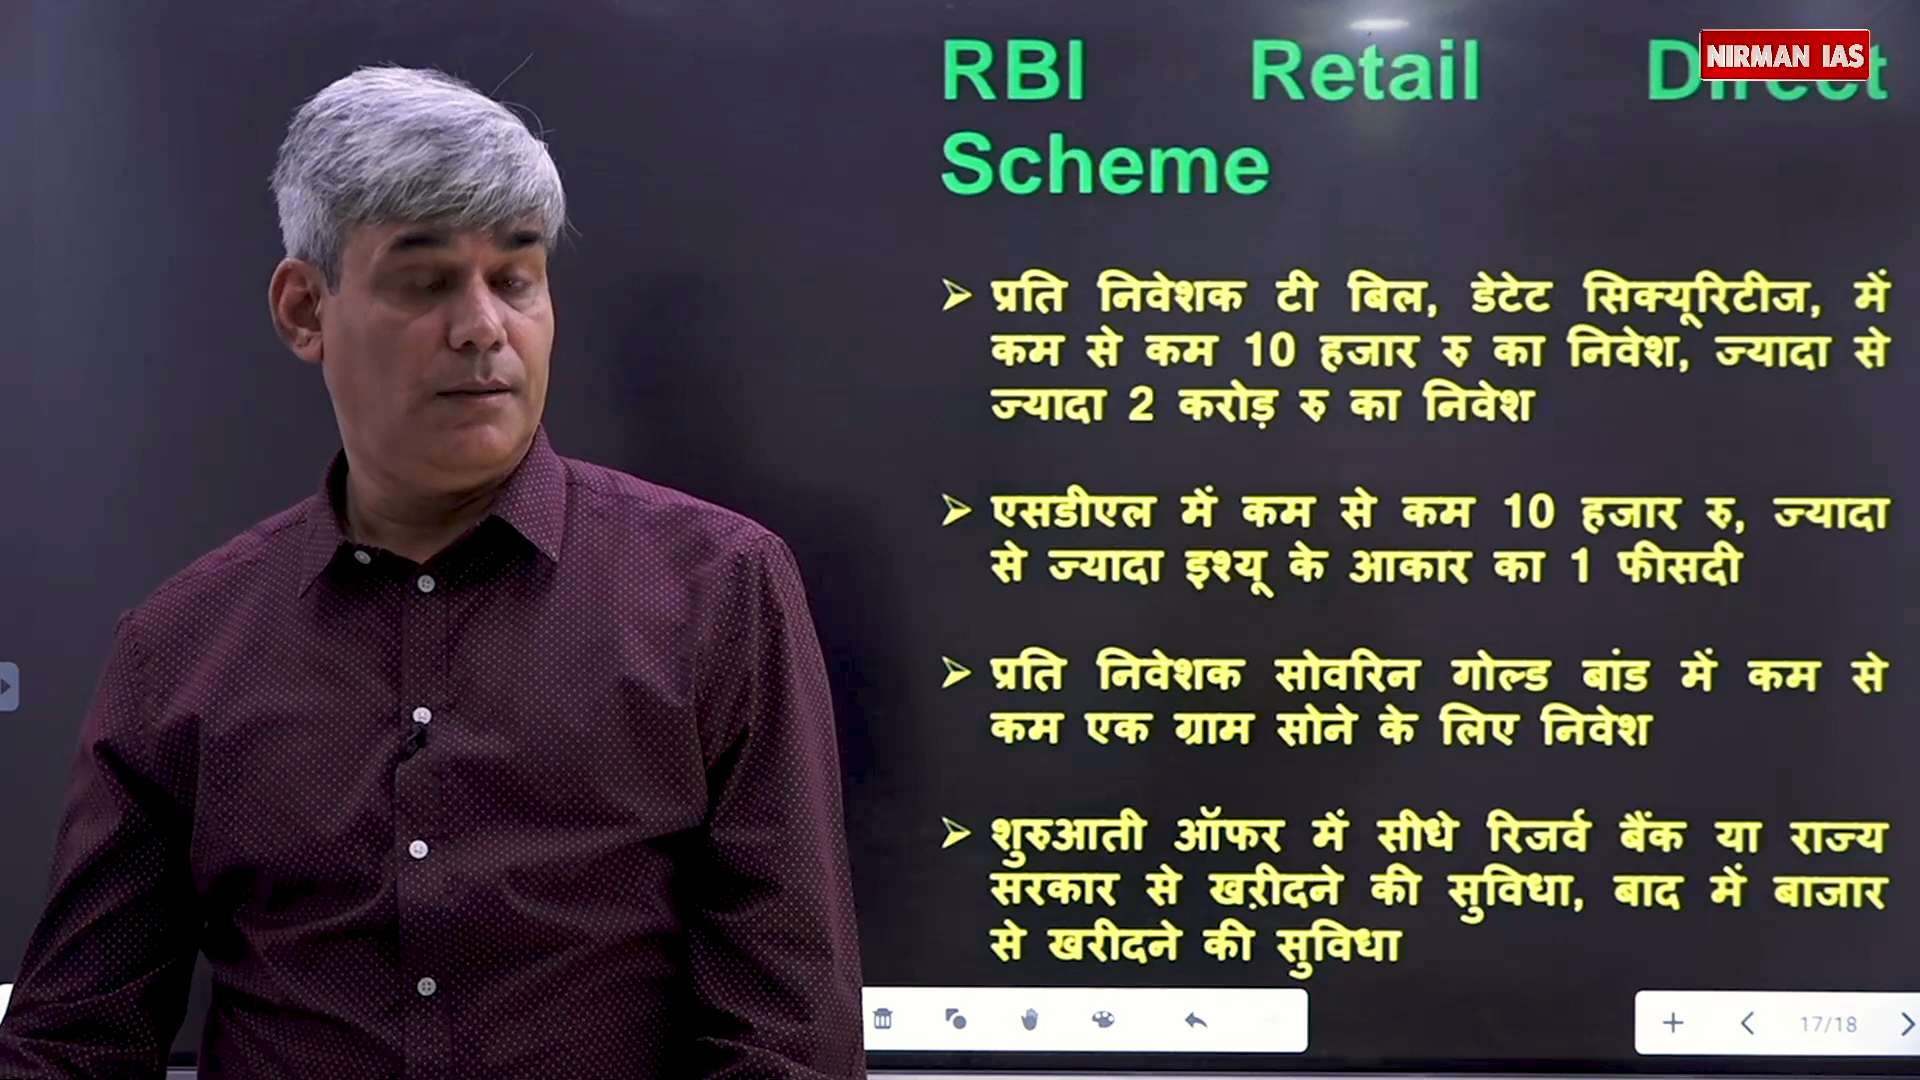 RBI Retail Direct
NIRMAN IAS
Scheme
प्रति निवेशक टी बिल, डेटेट सिक्यूरिटीज, में
कम से कम 10 हजार रु का निवेश, ज्यादा से
ज्यादा 2 करोड़ रु का निवेश
एसडीएल में कम से कम 10 हजार रु, ज्यादा
से ज्यादा इश्यू के आकार का 1 फीसदी
प्रति निवेशक सोवरिन गोल्ड बांड में कम से
कम एक ग्राम सोने के लिए निवेश
शुरुआती ऑफर में सीधे रिजर्व बैंक या राज्य
सरकार से खऱीदने की सुविधा, बाद में बाजार
से खरीदने की सुविधा
17/18